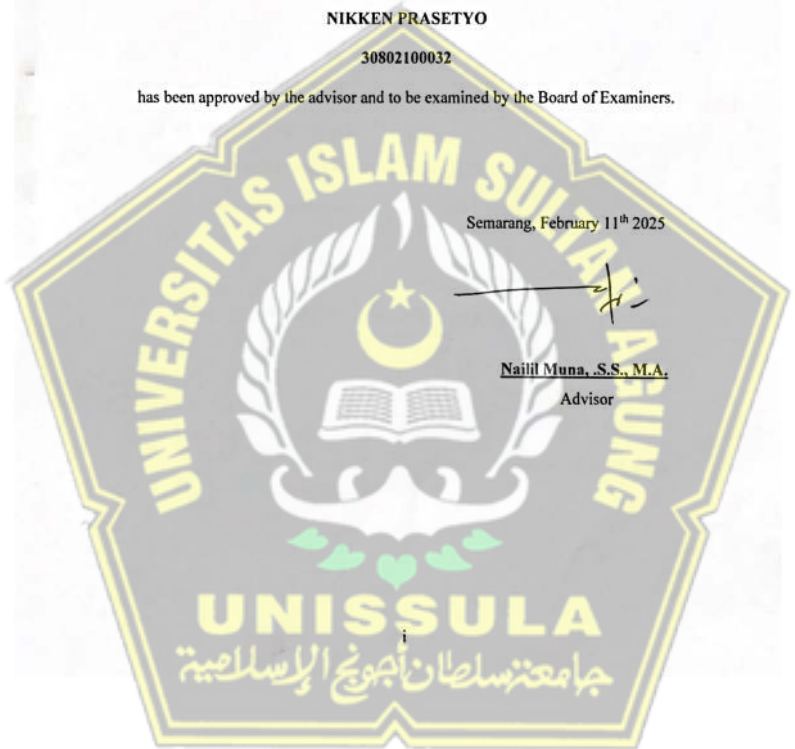 NIKKEN PRASETYO
30802100032
has been approved by the advisor and to be examined by the Board of Examiners.
UNIVERSITAS ISLAM SULTAN AGUNG
Semarang, February 11th 2025
Nailil Muna, .S.S., M.A.
Advisor
UNISSULA
i
جامعة سلطان أجونج الإسلامية